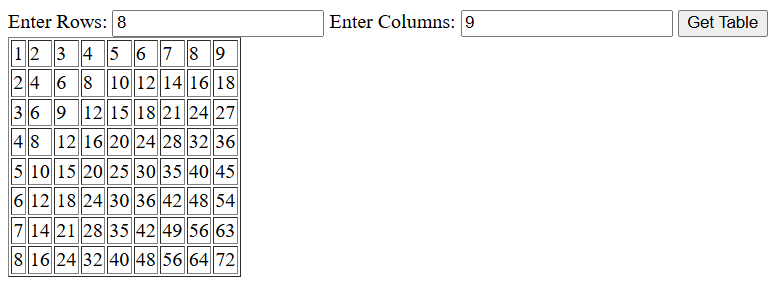 Enter Rows: 8 Enter Columns: 9 Get Table
1 2 3 4 5 6 7 8 9
2 4 6 8 10 12 14 16 18
3 6 9 12 15 18 21 24 27
4 8 12 16 20 24 28 32 36
5 10 15 20 25 30 35 40 45
6 12 18 24 30 36 42 48 54
7 14 21 28 35 42 49 56 63
8 16 24 32 40 48 56 64 72